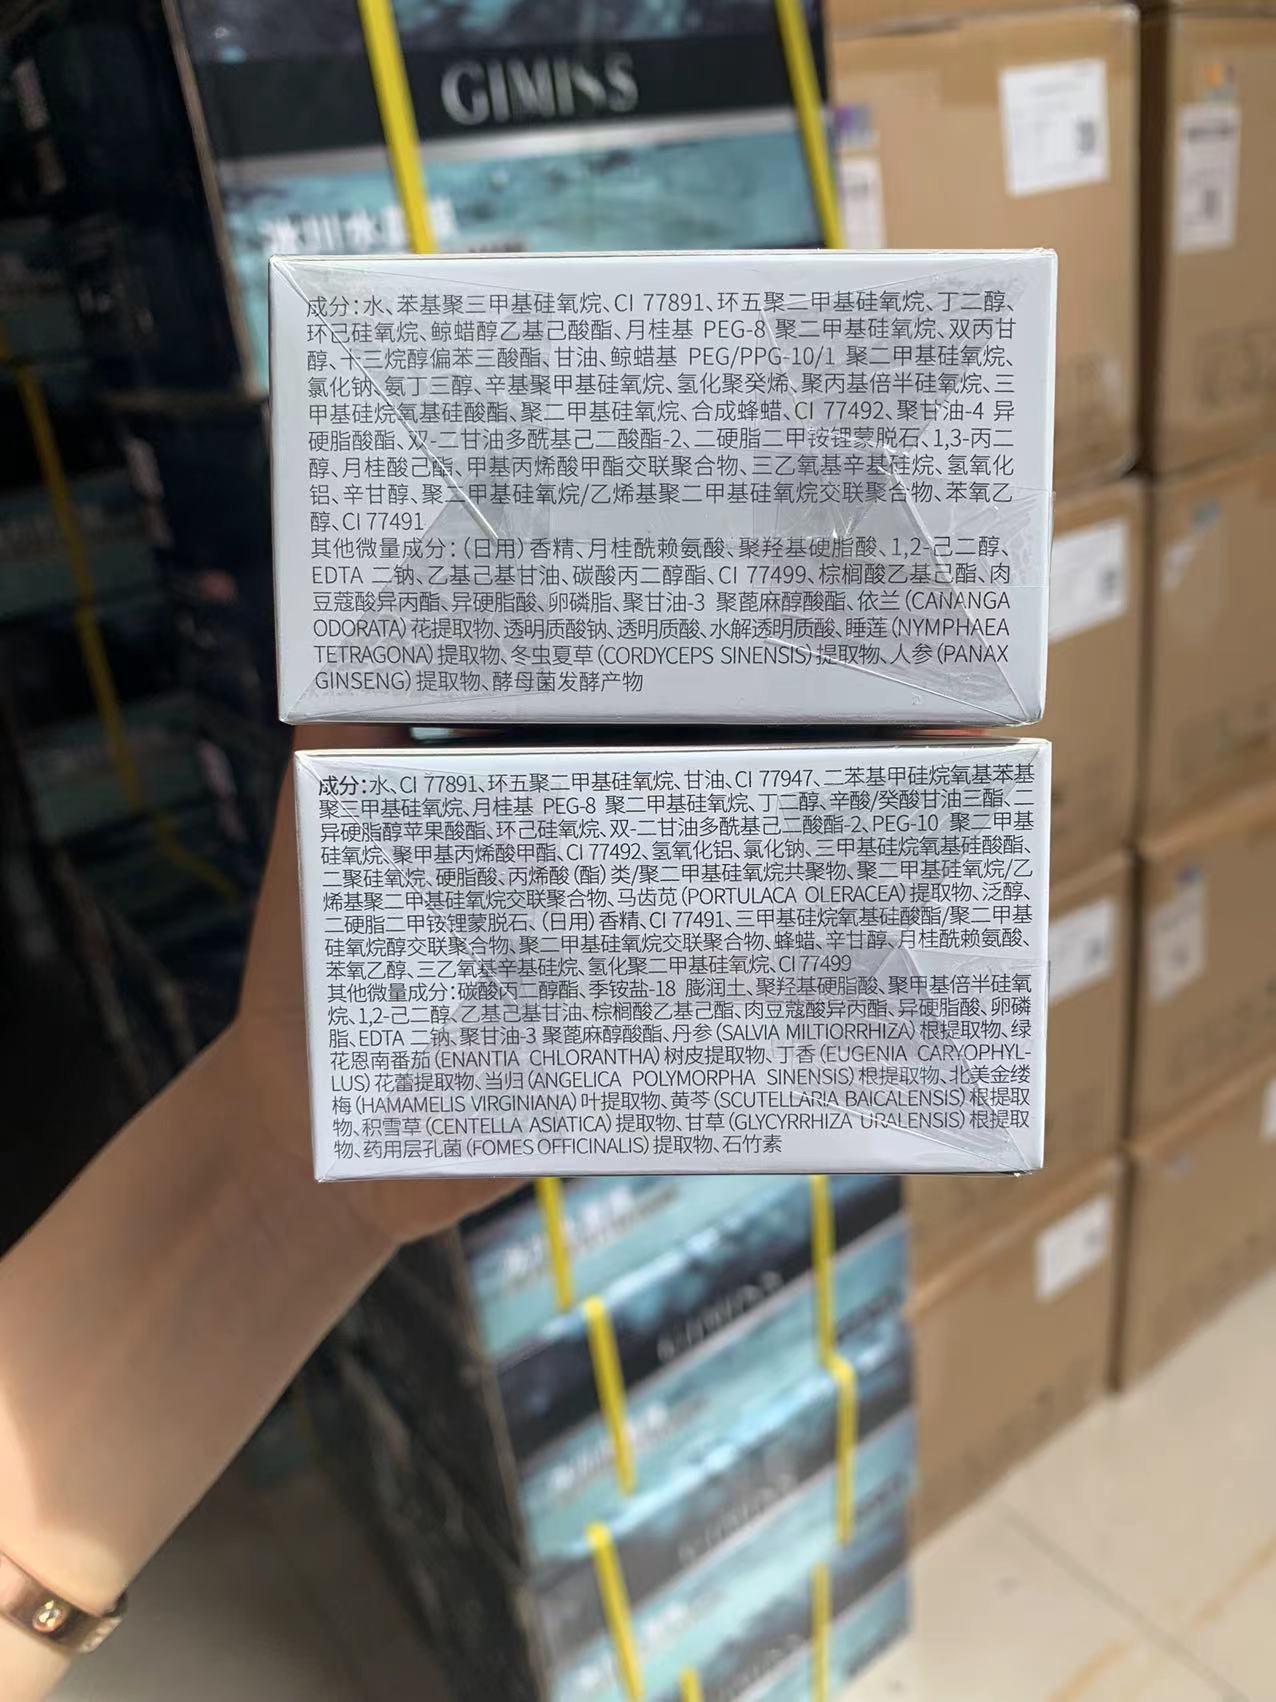 GIMISS
成分：水、苯基聚三甲基硅氧烷、CI 77891、环五聚二甲基硅氧烷、丁二醇、
环己硅氧烷、鲸蜡醇乙基己酸酯、月桂基 PEG-8 聚二甲基硅氧烷、双丙甘
醇、十三烷醇偏苯三酸酯、甘油、鲸蜡基 PEG/PPG-10/1 聚二甲基硅氧烷、
氯化钠、氨丁三醇、辛基聚甲基硅氧烷、氢化聚癸烯、聚丙基倍半硅氧烷、三
甲基硅烷氧基硅酸酯、聚二甲基硅氧烷、合成蜂蜡、CI 77492、聚甘油-4 异
硬脂酸酯、双-二甘油多酰基己二酸酯-2、二硬脂二甲铵锂蒙脱石、1,3-丙二
醇、月桂酸己酯、甲基丙烯酸甲酯交联聚合物、三乙氧基辛基硅烷、氢氧化
铝、辛甘醇、聚二甲基硅氧烷/乙烯基聚二甲基硅氧烷交联聚合物、苯氧乙
醇、CI 77491
其他微量成分：（日用）香精、月桂酰赖氨酸、聚羟基硬脂酸、1,2-己二醇、
EDTA 二钠、乙基己基甘油、碳酸丙二醇酯、CI 77499、棕榈酸乙基己酯、肉
豆蔻酸异丙酯、异硬脂酸、卵磷脂、聚甘油-3 聚蓖麻醇酸酯、依兰（CANANGA
ODORATA）花提取物、透明质酸钠、透明质酸、水解透明质酸、睡莲（NYMPHAEA
TETRAGONA）提取物、冬虫夏草（CORDYCEPS SINENSIS）提取物、人参（PANAX
GINSENG）提取物、酵母菌发酵产物
成分：水、CI 77891、环五聚二甲基硅氧烷、甘油、CI 77947、二苯基甲硅烷氧基苯基
聚三甲基硅氧烷、月桂基 PEG-8 聚二甲基硅氧烷、丁二醇、辛酸/癸酸甘油三酯、二
异硬脂醇苹果酸酯、环己硅氧烷、双-二甘油多酰基己二酸酯-2、PEG-10 聚二甲基
硅氧烷、聚甲基丙烯酸甲酯、CI 77492、氢氧化铝、氯化钠、三甲基硅烷氧基硅酸酯、
二聚硅氧烷、硬脂酸、丙烯酸（酯）类/聚二甲基硅氧烷共聚物、聚二甲基硅氧烷/乙
烯基聚二甲基硅氧烷交联聚合物、马齿苋（PORTULACA OLERACEA）提取物、泛醇、
二硬脂二甲铵锂蒙脱石、（日用）香精、CI 77491、三甲基硅烷氧基硅酸酯/聚二甲基
硅氧烷醇交联聚合物、聚二甲基硅氧烷交联聚合物、蜂蜡、辛甘醇、月桂酰赖氨酸、
苯氧乙醇、三乙氧基辛基硅烷、氢化聚二甲基硅氧烷、CI 77499
其他微量成分：碳酸丙二醇酯、季铵盐-18 膨润土、聚羟基硬脂酸、聚甲基倍半硅氧
烷、1,2-己二醇、乙基己基甘油、棕榈酸乙基己酯、肉豆蔻酸异丙酯、异硬脂酸、卵磷
脂、EDTA 二钠、聚甘油-3 聚蓖麻醇酸酯、丹参（SALVIA MILTIORRHIZA）根提取物、绿
花恩南番茄（ENANTIA CHLORANTHA）树皮提取物、丁香（EUGENIA CARYOPHYL-
LUS）花蕾提取物、当归（ANGELICA POLYMORPHA SINENSIS）根提取物、北美金缕
梅（HAMAMELIS VIRGINIANA）叶提取物、黄芩（SCUTELLARIA BAICALENSIS）根提取
物、积雪草（CENTELLA ASIATICA）提取物、甘草（GLYCYRRHIZA URALENSIS）根提取
物、药用层孔菌（FOMES OFFICINALIS）提取物、石竹素